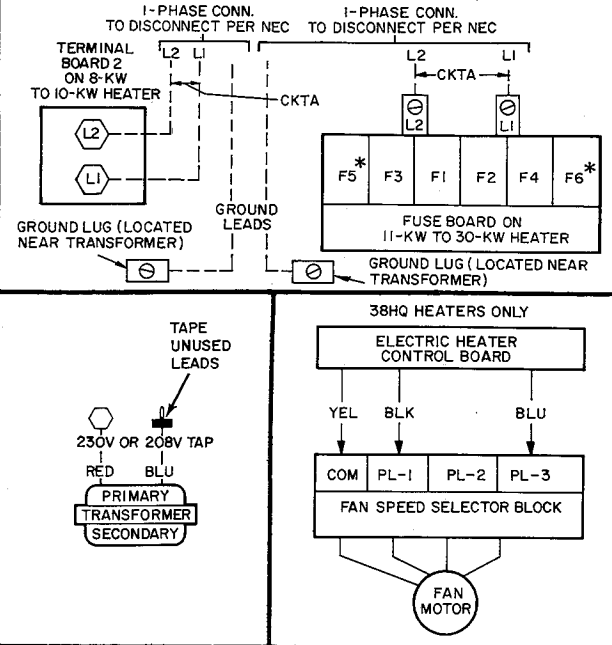 1-PHASE CONN.
TO DISCONNECT PER NEC
1-PHASE CONN.
TO DISCONNECT PER NEC
TERMINAL
BOARD 2
ON 8-KW
TO 10-KW HEATER
L2 L1
CKTA
L2
L1
GROUND
LEADS
GROUND LUG (LOCATED
NEAR TRANSFORMER)
L2 L1
CKTA
L2 L1
F5* F3 F1 F2 F4 F6*
FUSE BOARD ON
11-KW TO 30-KW HEATER
GROUND LUG (LOCATED NEAR
TRANSFORMER)
TAPE
UNUSED
LEADS
230V OR 208V TAP
RED BLU
PRIMARY
TRANSFORMER
SECONDARY
38HQ HEATERS ONLY
ELECTRIC HEATER
CONTROL BOARD
YEL BLK BLU
COM PL-1 PL-2 PL-3
FAN SPEED SELECTOR BLOCK
FAN
MOTOR